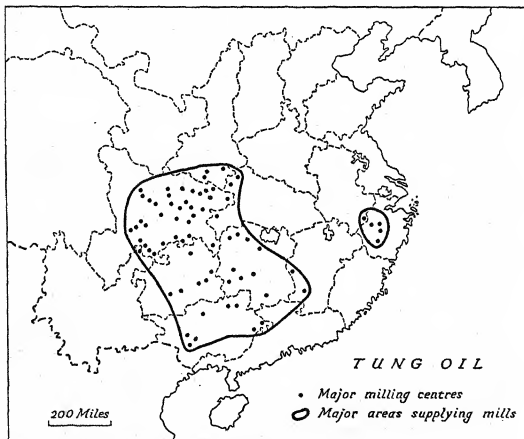 TUNG OIL
Major milling centres
Major areas supplying mills
200 Miles